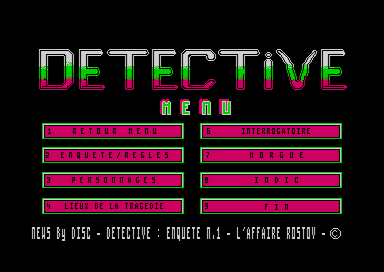 DETECTIVE
MENU
1 RETOUR MENU
6 INTERROGATOIRE
2 ENQUETE/REGLES
7 MORGUE
3 PERSONNAGES
8 INDIC
4 LIEUX DE LA TRAGEDIE
9 FIN
NEWS By DISC - DETECTIVE : ENQUETE N.1 - L'AFFAIRE ROSTOV - ©